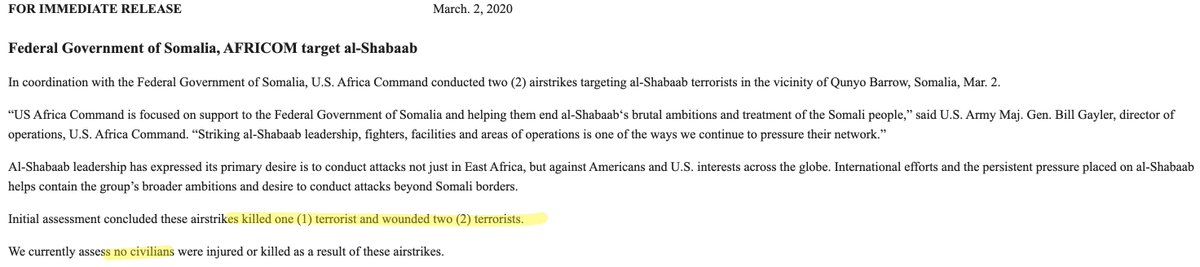 FOR IMMEDIATE RELEASE March. 2, 2020
Federal Government of Somalia, AFRICOM target al-Shabaab
In coordination with the Federal Government of Somalia, U.S. Africa Command conducted two (2) airstrikes targeting al-Shabaab terrorists in the vicinity of Qunyo Barrow, Somalia, Mar. 2.
“US Africa Command is focused on support to the Federal Government of Somalia and helping them end al-Shabaab‘s brutal ambitions and treatment of the Somali people,” said U.S. Army Maj. Gen. Bill Gayler, director of
operations, U.S. Africa Command. “Striking al-Shabaab leadership, fighters, facilities and areas of operations is one of the ways we continue to pressure their network.”
Al-Shabaab leadership has expressed its primary desire is to conduct attacks not just in East Africa, but against Americans and U.S. interests across the globe. International efforts and the persistent pressure placed on al-Shabaab
helps contain the group’s broader ambitions and desire to conduct attacks beyond Somali borders.
Initial assessment concluded these airstrikes killed one (1) terrorist and wounded two (2) terrorists.
We currently assess no civilians were injured or killed as a result of these airstrikes.